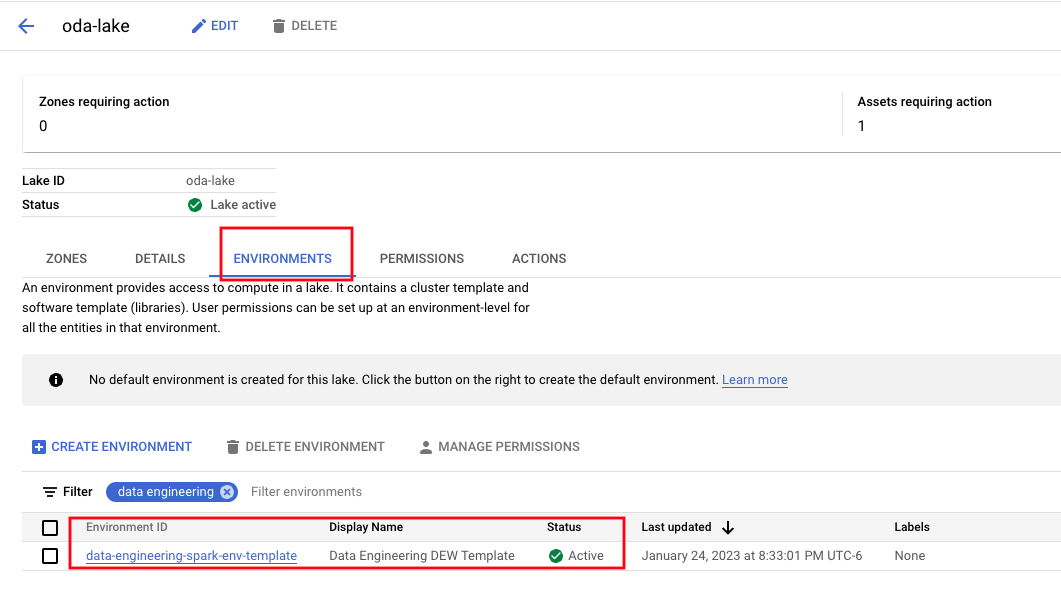 oda-lake EDIT DELETE
Zones requiring action Assets requiring action
0 1
Lake ID oda-lake
Status Lake active
ZONES DETAILS ENVIRONMENTS PERMISSIONS ACTIONS
An environment provides access to compute in a lake. It contains a cluster template and
software template (libraries). User permissions can be set up at an environment-level for
all the entities in that environment.
No default environment is created for this lake. Click the button on the right to create the default environment. Learn more
CREATE ENVIRONMENT DELETE ENVIRONMENT MANAGE PERMISSIONS
Filter data engineering Filter environments
Environment ID Display Name Status Last updated Labels
data-engineering-spark-env-template Data Engineering DEW Template Active January 24, 2023 at 8:33:01 PM UTC-6 None